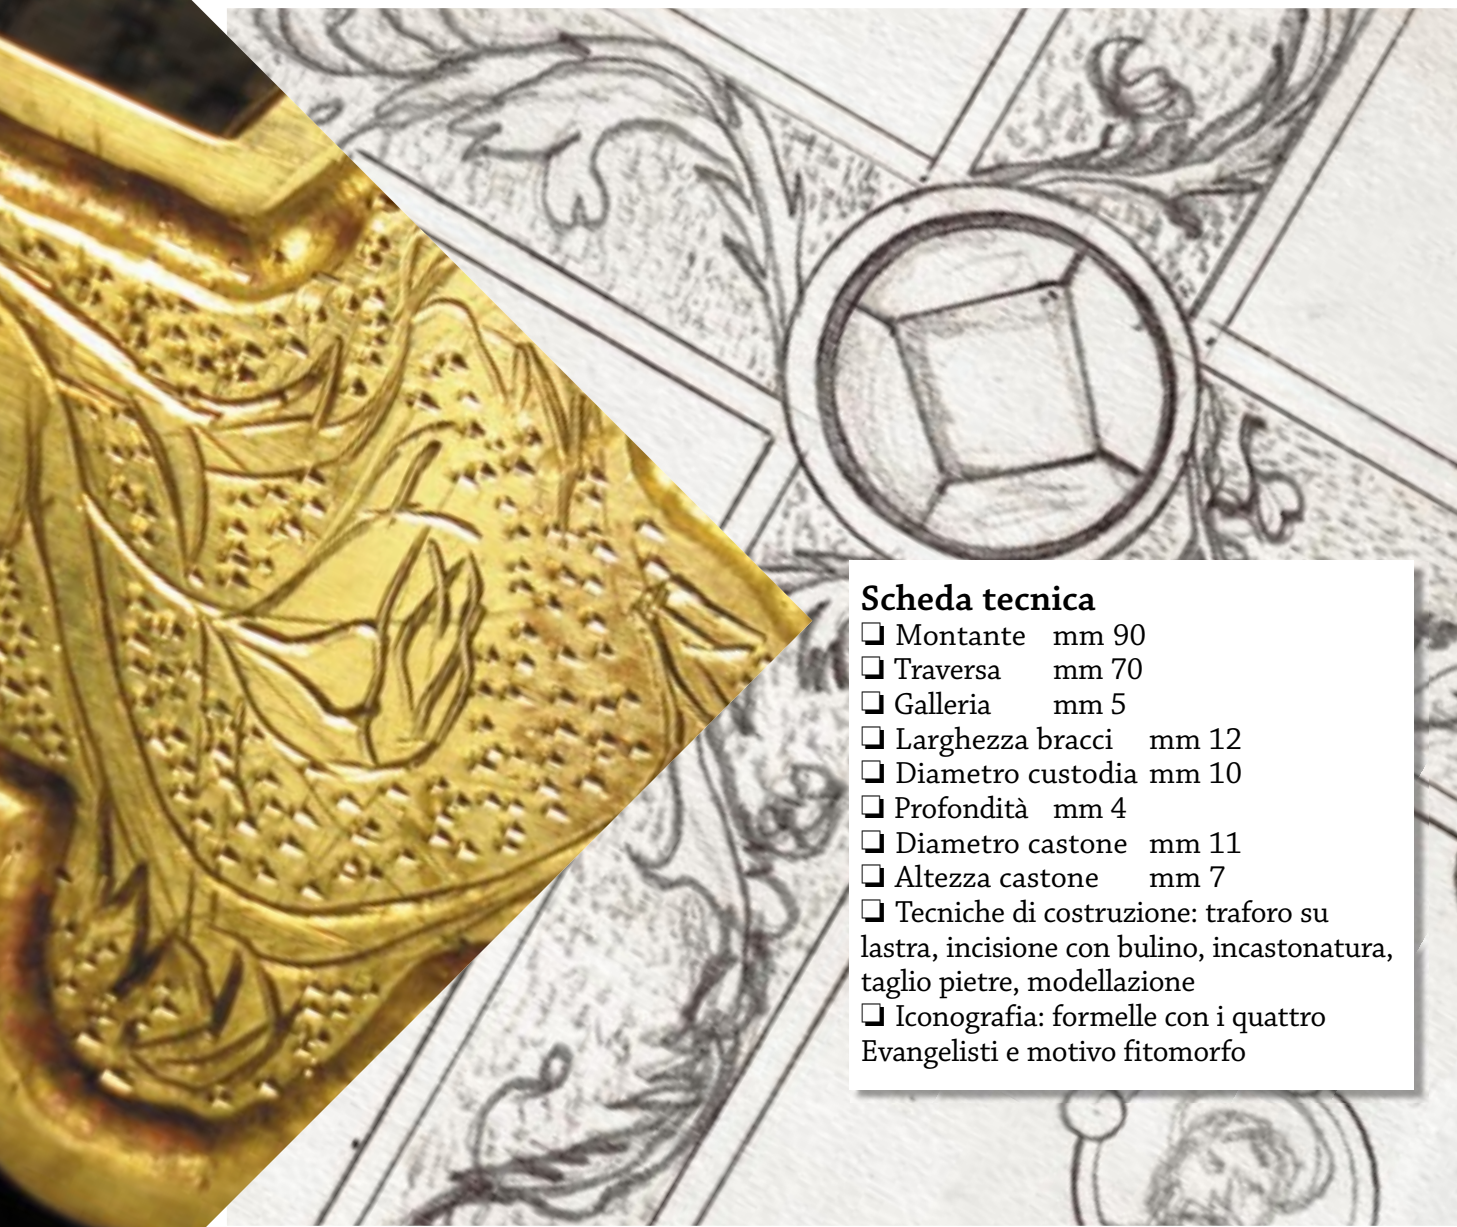 Scheda tecnica
❏ Montante mm 90
❏ Traversa mm 70
❏ Galleria mm 5
❏ Larghezza bracci mm 12
❏ Diametro custodia mm 10
❏ Profondità mm 4
❏ Diametro castone mm 11
❏ Altezza castone mm 7
❏ Tecniche di costruzione: traforo su
lastra, incisione con bulino, incastonatura,
taglio pietre, modellazione
❏ Iconografia: formelle con i quattro
Evangelisti e motivo fitomorfo